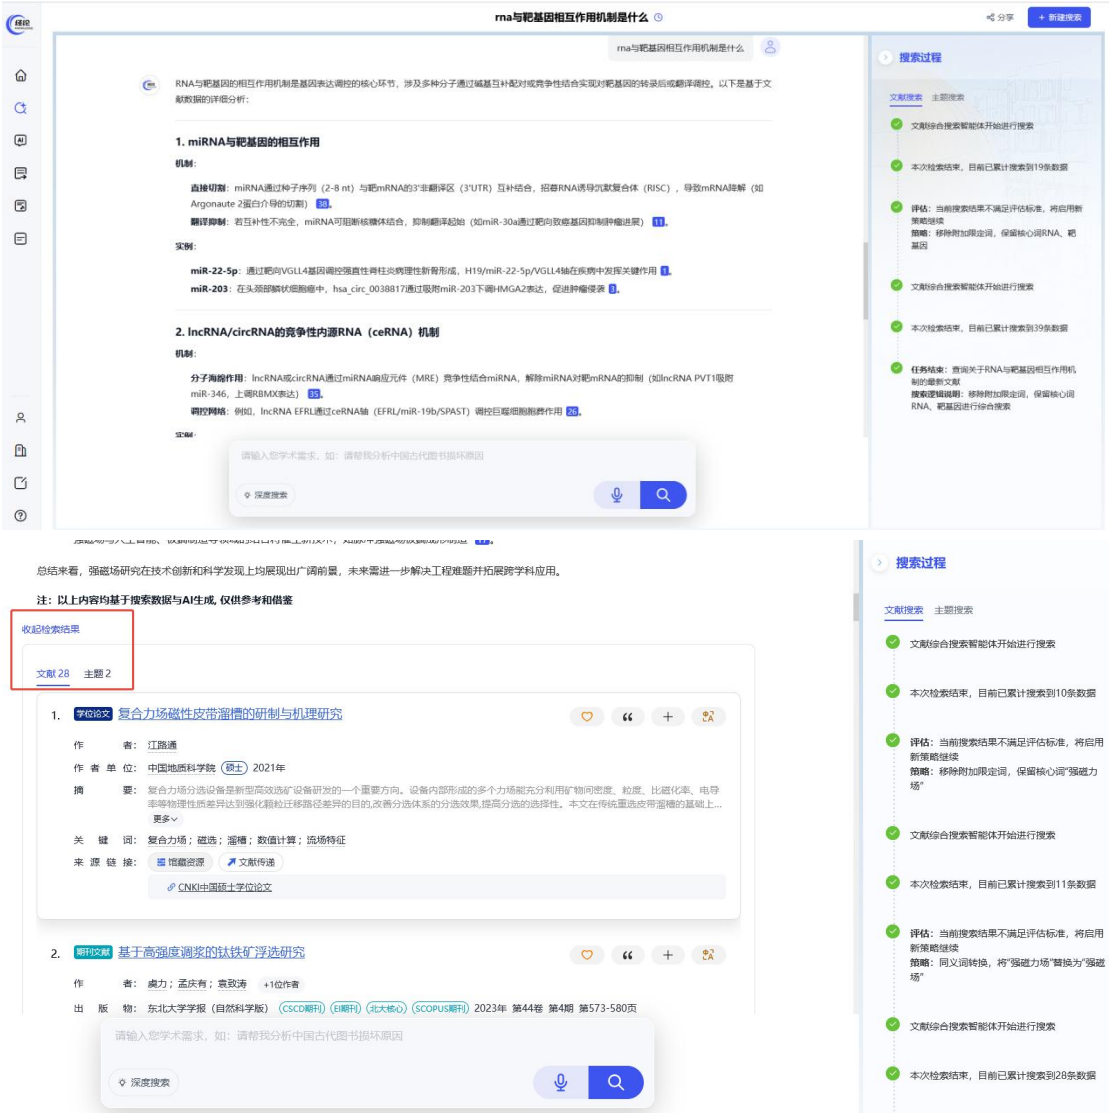 经纶
rna与靶基因相互作用机制是什么
分享
+ 新建搜索
rna与靶基因相互作用机制是什么
RNA与靶基因的相互作用机制是基因表达调控的核心环节，涉及多种分子通过碱基互补配对或竞争性结合实现对靶基因的转录后或翻译调控。以下是基于文
献数据的详细分析：
1. miRNA与靶基因的相互作用
机制：
直接切割：miRNA通过种子序列（2-8 nt）与靶mRNA的3'非翻译区（3'UTR）互补结合，招募RNA诱导沉默复合体（RISC），导致mRNA降解（如
Argonaute 2蛋白介导的切割） 38。
翻译抑制：若互补性不完全，miRNA可阻断核糖体结合，抑制翻译起始（如miR-30a通过靶向致癌基因抑制肿瘤进展） 11。
实例：
miR-22-5p：通过靶向VGLL4基因调控强直性脊柱炎病理性新骨形成，H19/miR-22-5p/VGLL4轴在疾病中发挥关键作用 1。
miR-203：在头颈部鳞状细胞癌中，hsa_circ_0038817通过吸附miR-203下调HMGA2表达，促进肿瘤侵袭 3。
2. lncRNA/circRNA的竞争性内源RNA（ceRNA）机制
机制：
分子海绵作用：lncRNA或circRNA通过miRNA响应元件（MRE）竞争性结合miRNA，解除miRNA对靶mRNA的抑制（如lncRNA PVT1吸附
miR-346，上调RBMX表达） 35。
调控网络：例如，lncRNA EFRL通过ceRNA轴（EFRL/miR-19b/SPAST）调控巨噬细胞胞葬作用 26。
实例：
请输入您学术需求，如：请帮我分析中国古代图书损坏原因
深度搜索
搜索过程
文献搜索 主题搜索
文献综合搜索智能体开始进行搜索
本次检索结束，目前已累计搜索到19条数据
评估：当前搜索结果不满足评估标准，将启用新
策略继续
策略：移除附加限定词，保留核心词RNA、靶
基因
文献综合搜索智能体开始进行搜索
本次检索结束，目前已累计搜索到39条数据
任务结束：查询关于RNA与靶基因相互作用机
制的最新文献
搜索逻辑说明：移除附加限定词，保留核心词
RNA、靶基因进行综合搜索
17。
总结来看，强磁场研究在技术创新和科学发现上均展现出广阔前景，未来需进一步解决工程难题并拓展跨学科应用。
注：以上内容均基于搜索数据与AI生成, 仅供参考和借鉴
收起检索结果
文献 28 主题 2
1. 学位论文 复合力场磁性皮带溜槽的研制与机理研究
作 者： 江路通
作 者 单 位： 中国地质科学院 硕士 2021年
摘 要： 复合力场分选设备是新型高效选矿设备研发的一个重要方向。设备内部形成的多个力场能充分利用矿物间密度、粒度、比磁化率、电导
率等物理性质差异达到强化颗粒迁移路径差异的目的,改善分选体系的分选效果,提高分选的选择性。本文在传统重选皮带溜槽的基础上...
更多
关 键 词： 复合力场；磁选；溜槽；数值计算；流场特征
来 源 链 接： 馆藏资源 文献传递
CNKI中国硕士学位论文
2. 期刊文献 基于高强度调浆的钛铁矿浮选研究
作 者： 虞力；孟庆有；袁致涛 +1位作者
出 版 物： 东北大学学报（自然科学版） CSCD期刊 EI期刊 北大核心 SCOPUS期刊 2023年 第44卷 第4期 第573-580页
请输入您学术需求，如：请帮我分析中国古代图书损坏原因
深度搜索
搜索过程
文献搜索 主题搜索
文献综合搜索智能体开始进行搜索
本次检索结束，目前已累计搜索到10条数据
评估：当前搜索结果不满足评估标准，将启用
新策略继续
策略：移除附加限定词，保留核心词"强磁力
场"
文献综合搜索智能体开始进行搜索
本次检索结束，目前已累计搜索到11条数据
评估：当前搜索结果不满足评估标准，将启用
新策略继续
策略：同义词转换，将"强磁力场"替换为"强磁
场"
文献综合搜索智能体开始进行搜索
本次检索结束，目前已累计搜索到28条数据